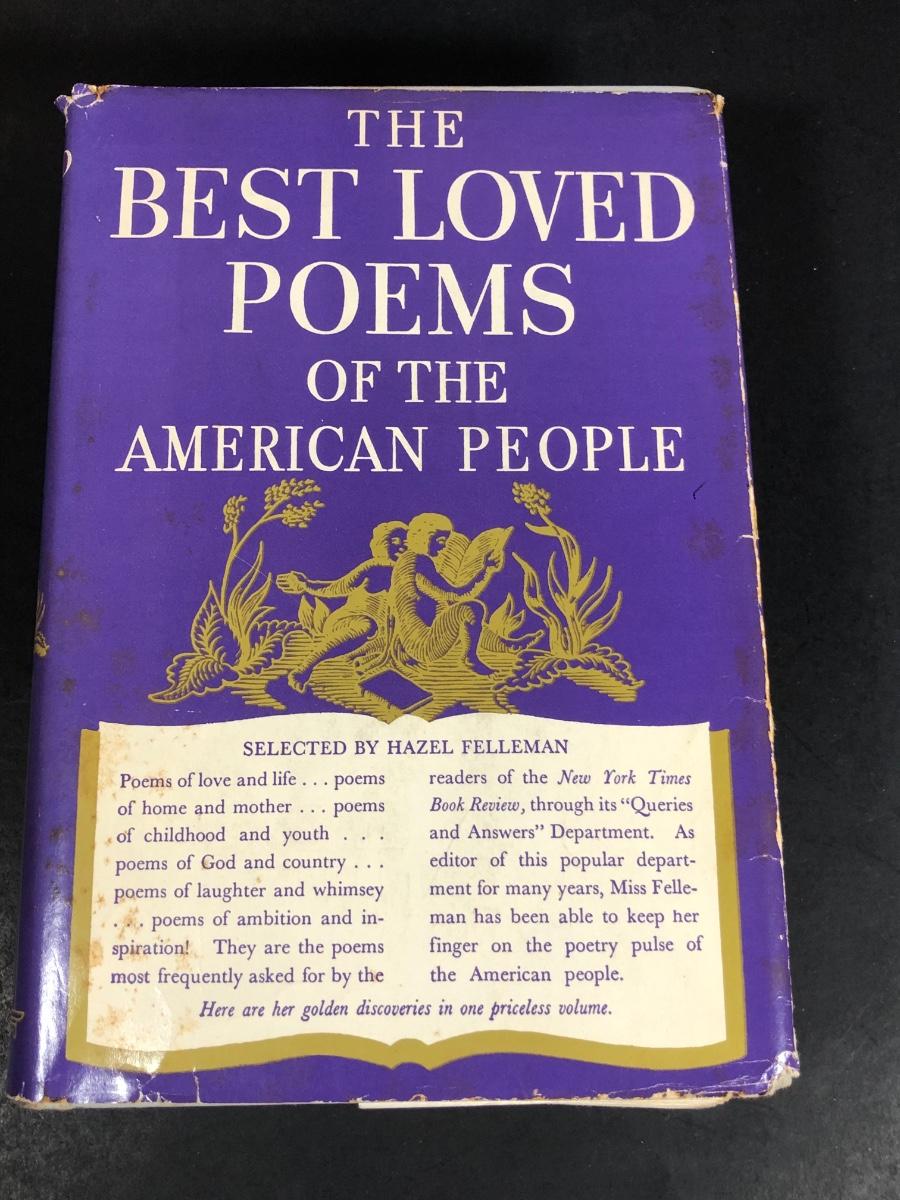 THE
BEST LOVED
POEMS
OF THE
AMERICAN PEOPLE
SELECTED BY HAZEL FELLEMAN
Poems of love and life . . . poems
of home and mother . . . poems
of childhood and youth . . .
poems of God and country . . .
poems of laughter and whimsey
. . . poems of ambition and in-
spiration! They are the poems
most frequently asked for by the
readers of the New York Times
Book Review, through its "Queries
and Answers" Department. As
editor of this popular depart-
ment for many years, Miss Felle-
man has been able to keep her
finger on the poetry pulse of
the American people.
Here are her golden discoveries in one priceless volume.